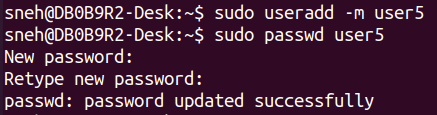 sneh@DB0B9R2-Desk:~$ sudo useradd -m user5
sneh@DB0B9R2-Desk:~$ sudo passwd user5
New password:
Retype new password:
passwd: password updated successfully